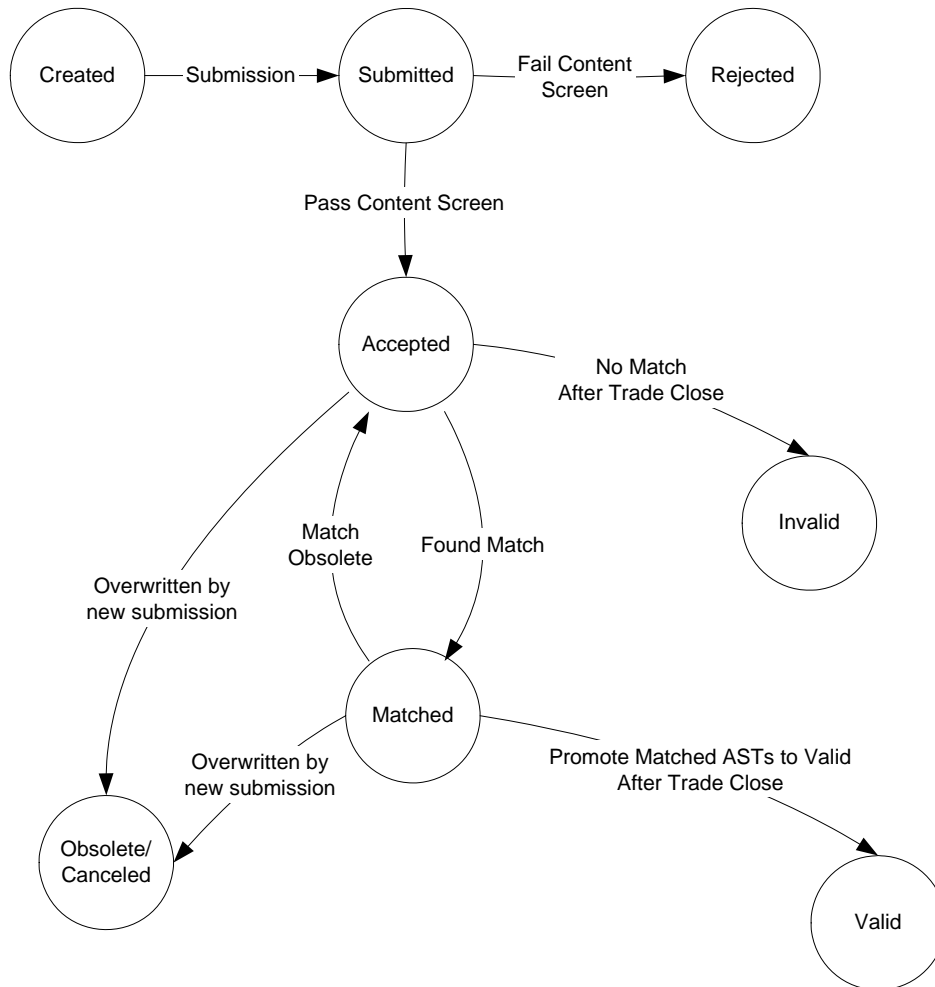 Created
Submission
Submitted
Fail Content
Screen
Rejected
Pass Content Screen
Accepted
No Match
After Trade Close
Invalid
Match
Obsolete
Found Match
Overwritten by
new submission
Matched
Overwritten by
new submission
Promote Matched ASTs to Valid
After Trade Close
Obsolete/
Canceled
Valid